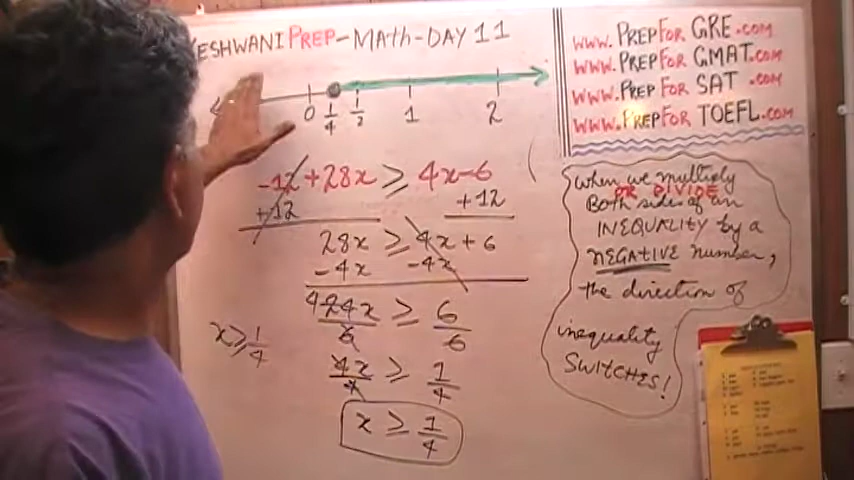 ESHWANI PREP-MATH-DAY 11
0 1/4 1/2 1 2
-12 +28x ≥ 4x-6
+12 +12
28x ≥ 4x + 6
-4x -4x
4 24x ≥ 6
6 6
4x ≥ 1
4 4
x ≥ 1/4
x ≥ 1/4
www.PREPFOR GRE.com
www.PREPFOR GMAT.com
www.PREPFOR SAT.com
www.PREPFOR TOEFL.com
when we multiply
OR DIVIDE
BOTH sides of an
INEQUALITY by a
NEGATIVE number,
the direction of
inequality
SWITCHES!